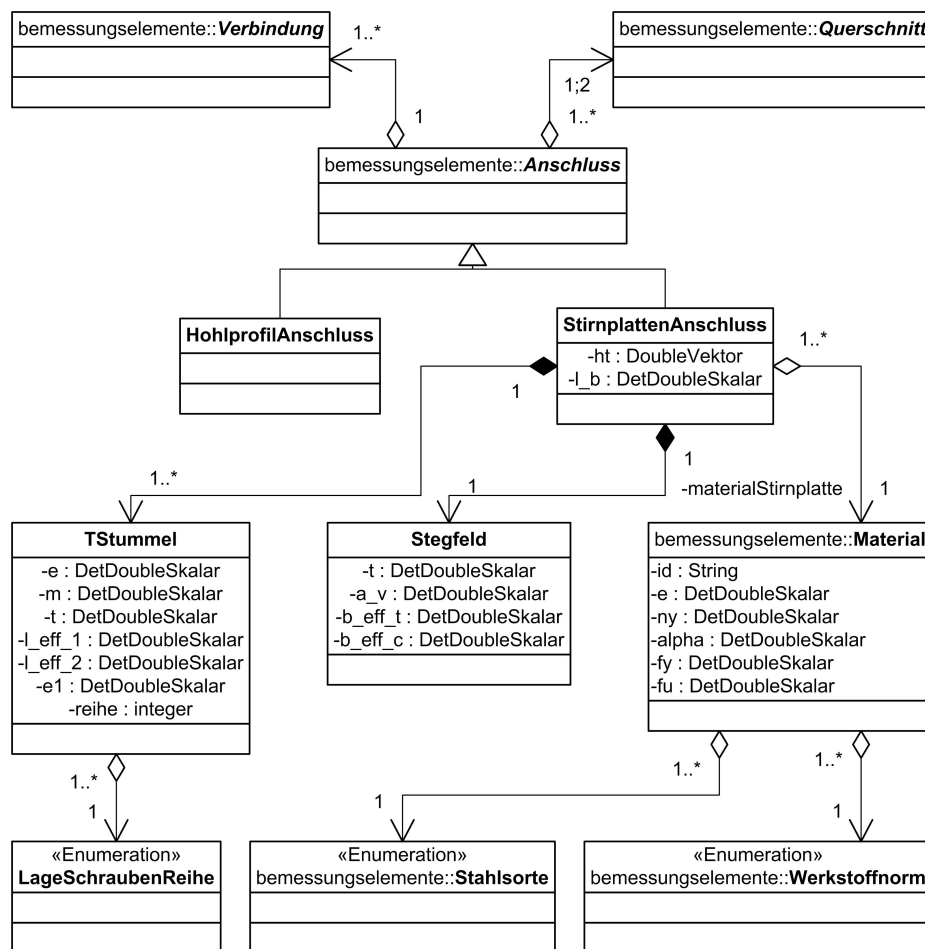 bemessungselemente::Verbindung
bemessungselemente::Querschnitt
1..*
1;2
1
1..*
bemessungselemente::Anschluss
HohlprofilAnschluss
StirnplattenAnschluss
-ht : DoubleVektor
-l_b : DetDoubleSkalar
1..*
1
1
1..*
1
-materialStirnplatte
1
TStummel
-e : DetDoubleSkalar
-m : DetDoubleSkalar
-t : DetDoubleSkalar
-l_eff_1 : DetDoubleSkalar
-l_eff_2 : DetDoubleSkalar
-e1 : DetDoubleSkalar
-reihe : integer
Stegfeld
-t : DetDoubleSkalar
-a_v : DetDoubleSkalar
-b_eff_t : DetDoubleSkalar
-b_eff_c : DetDoubleSkalar
bemessungselemente::Material
-id : String
-e : DetDoubleSkalar
-ny : DetDoubleSkalar
-alpha : DetDoubleSkalar
-fy : DetDoubleSkalar
-fu : DetDoubleSkalar
1..*
1
1..*
1
1..*
1
«Enumeration»
LageSchraubenReihe
«Enumeration»
bemessungselemente::Stahlsorte
«Enumeration»
bemessungselemente::Werkstoffnorm